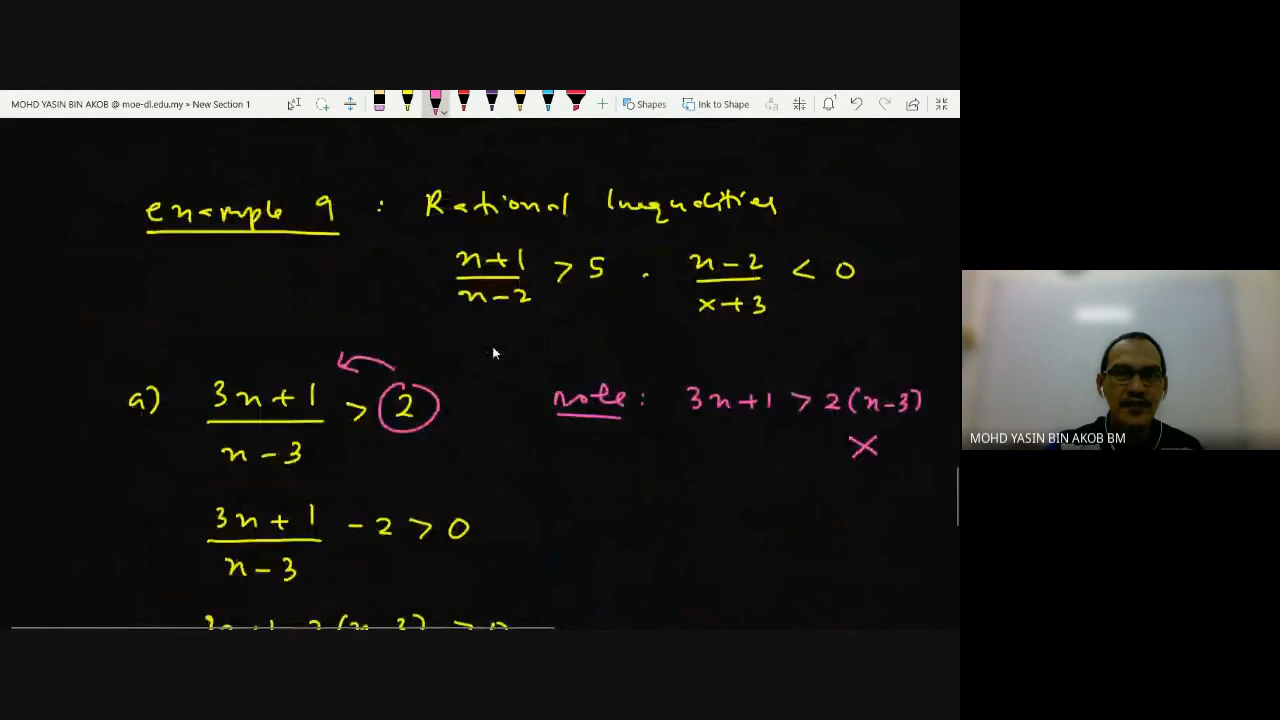 MOHD YASIN BIN AKOB @ moe-dl.edu.my » New Section 1
Shapes
Ink to Shape
example 9 : Rational Inequalities
x+1 / x-2 > 5 . x-2 / x+3 < 0
a) 3x+1 / x-3 > 2
note : 3x+1 > 2(x-3)
X
3x+1 / x-3 - 2 > 0
MOHD YASIN BIN AKOB BM